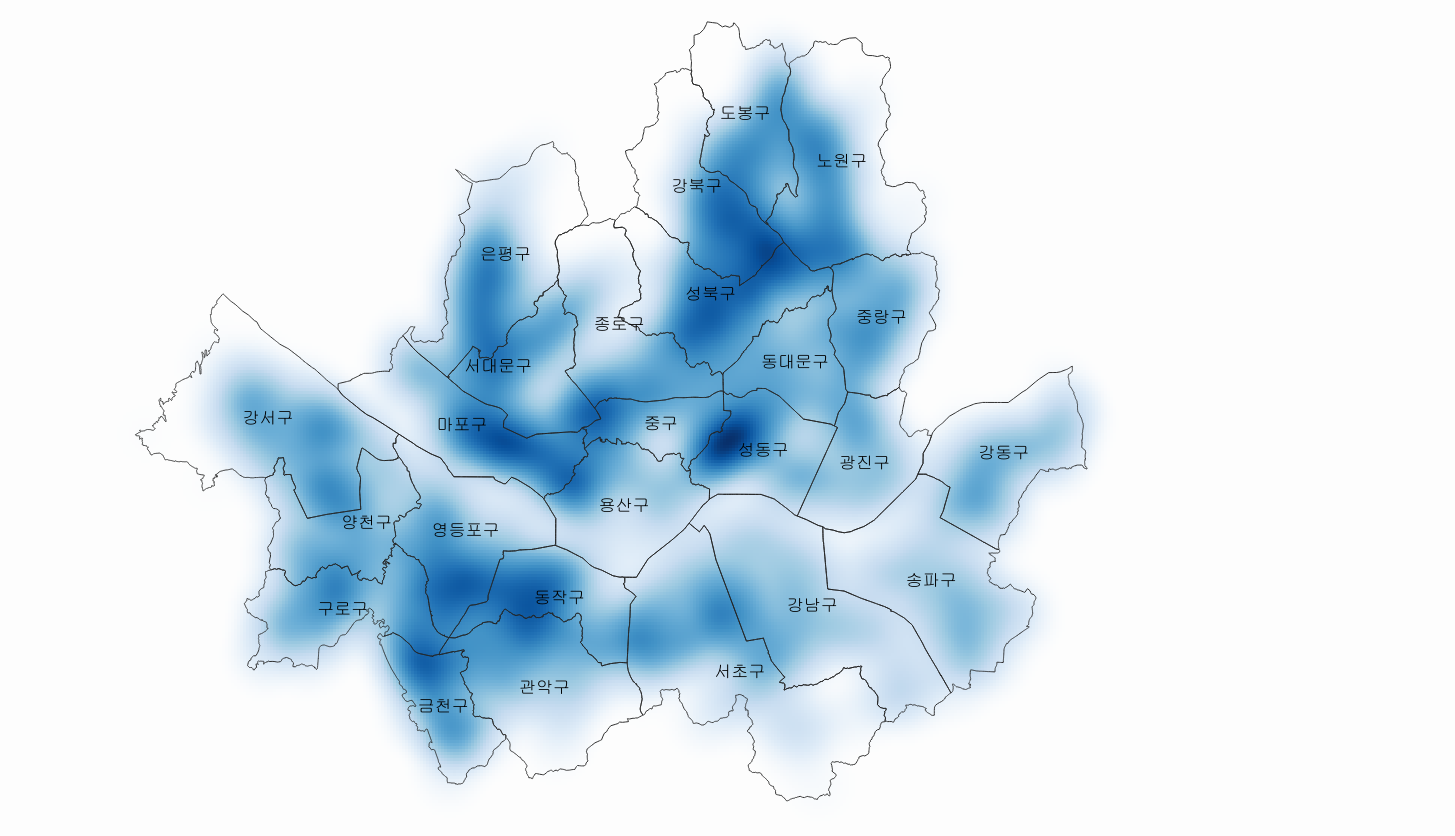 도봉구
노원구
강북구
은평구
성북구
중랑구
종로구
동대문구
서대문구
강서구
마포구
중구
성동구
강동구
광진구
용산구
양천구
영등포구
송파구
동작구
강남구
구로구
서초구
관악구
금천구